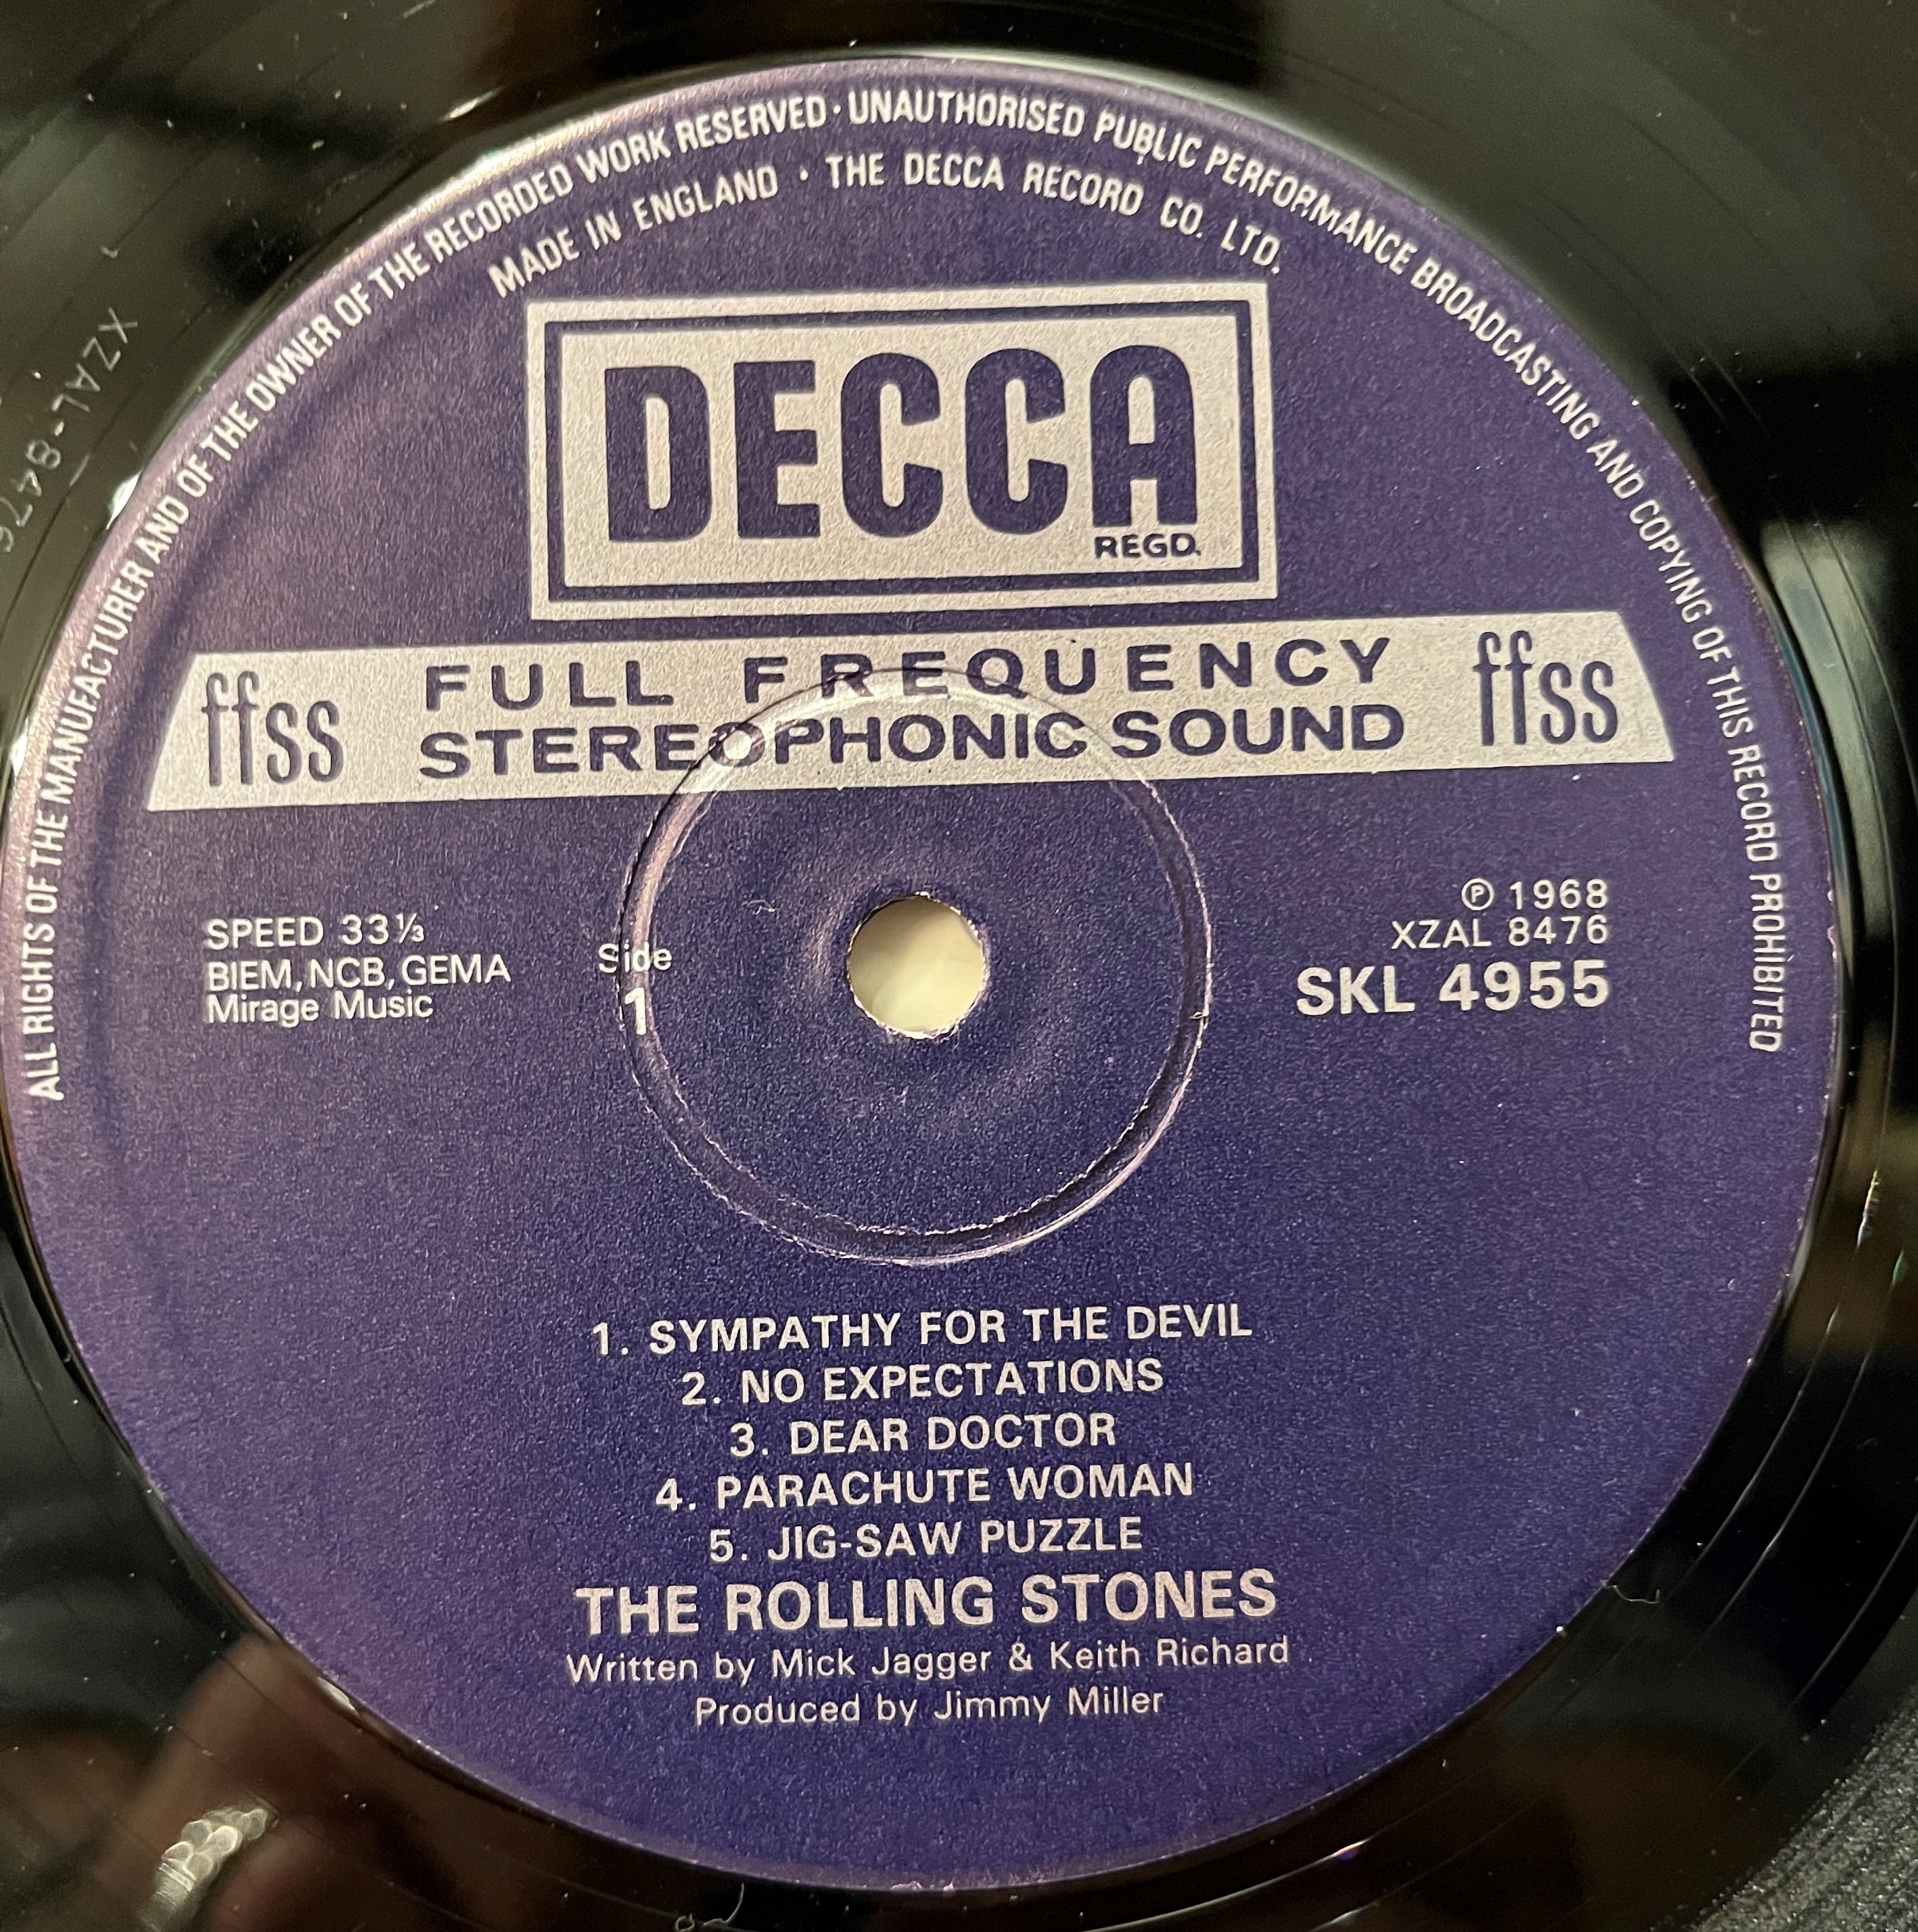 ALL RIGHTS OF THE MANUFACTURER AND OF THE OWNER OF THE RECORDED WORK RESERVED · UNAUTHORISED PUBLIC PERFORMANCE BROADCASTING AND COPYING OF THIS RECORD PROHIBITED
MADE IN ENGLAND · THE DECCA RECORD CO. LTD.
DECCA
REGD.
ffss FULL FREQUENCY STEREOPHONIC SOUND ffss
SPEED 33⅓
BIEM, NCB, GEMA
Mirage Music
Side
1
℗ 1968
XZAL 8476
SKL 4955
1. SYMPATHY FOR THE DEVIL
2. NO EXPECTATIONS
3. DEAR DOCTOR
4. PARACHUTE WOMAN
5. JIG-SAW PUZZLE
THE ROLLING STONES
Written by Mick Jagger & Keith Richard
Produced by Jimmy Miller
XZAL-8476